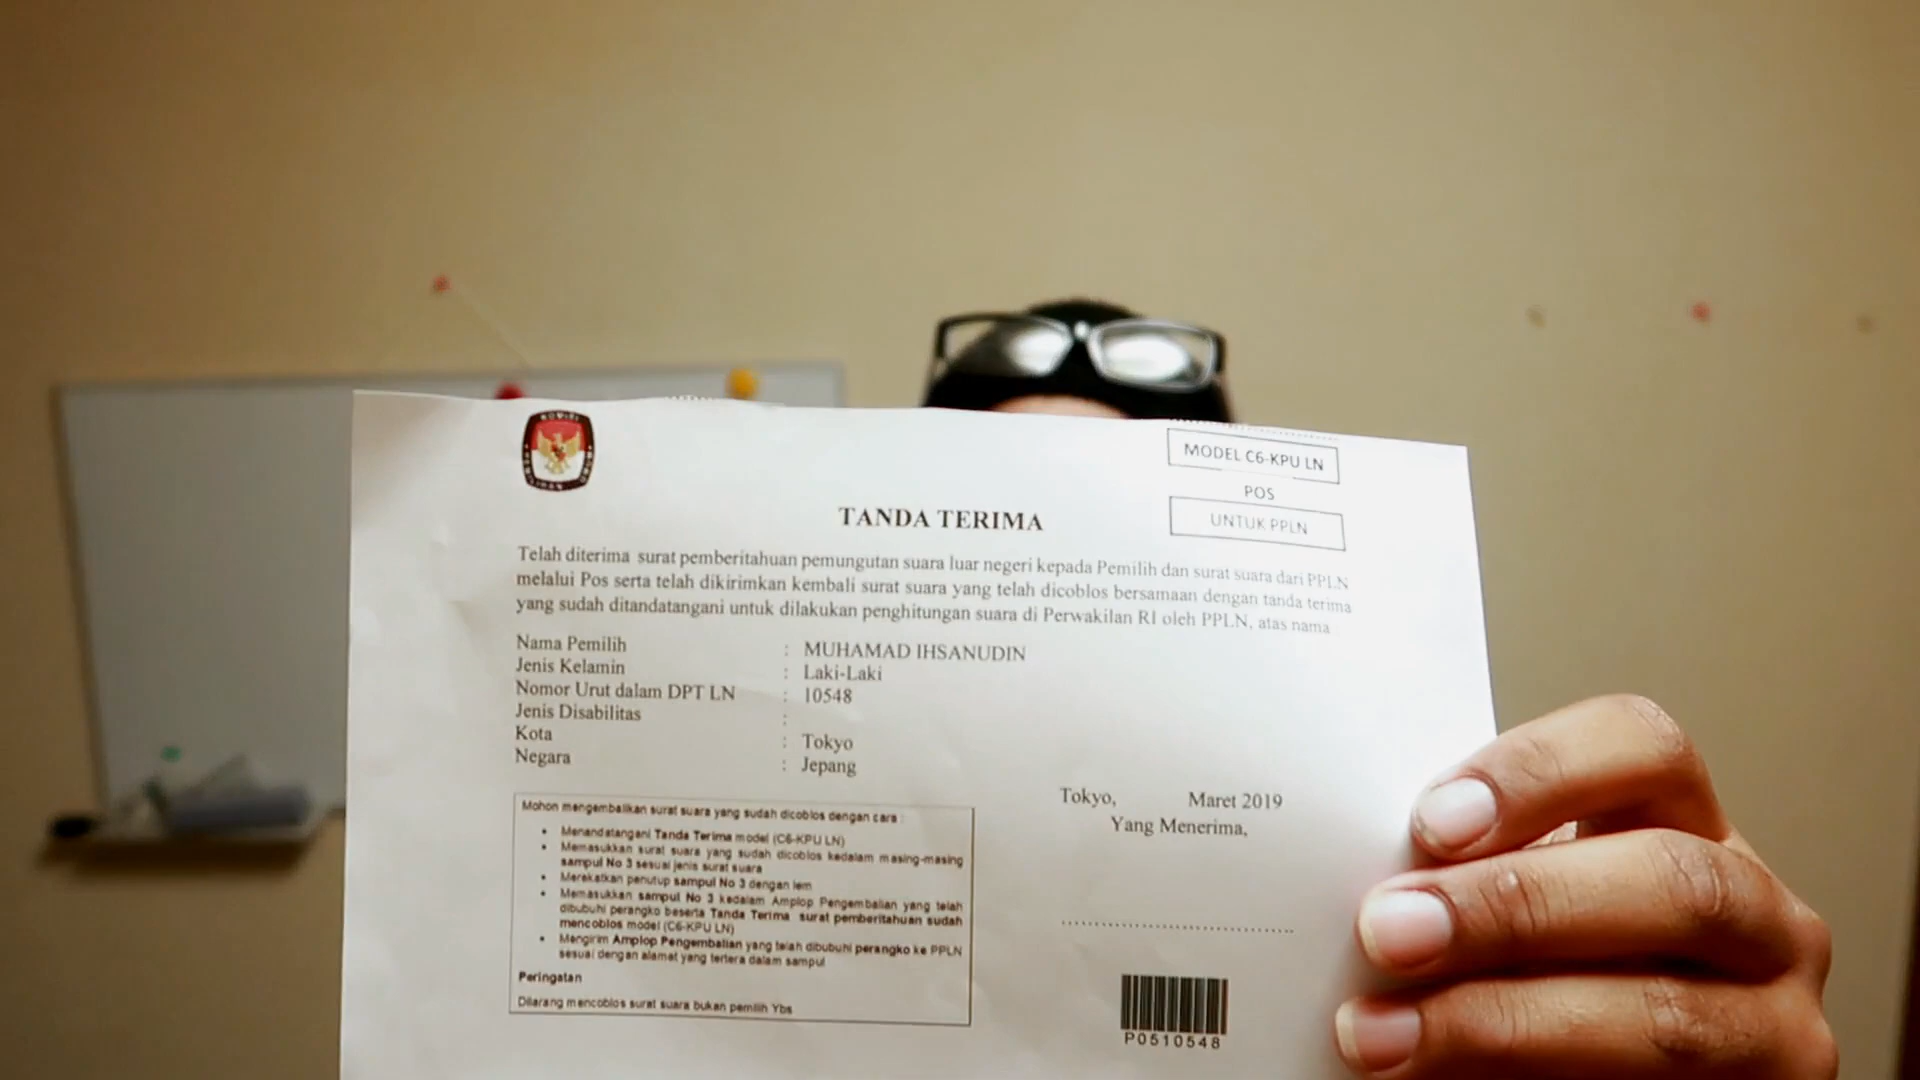 MODEL C6-KPU LN
POS
UNTUK PPLN
TANDA TERIMA
Telah diterima surat pemberitahuan pemungutan suara luar negeri kepada Pemilih dan surat suara dari PPLN
melalui Pos serta telah dikirimkan kembali surat suara yang telah dicoblos bersamaan dengan tanda terima
yang sudah ditandatangani untuk dilakukan penghitungan suara di Perwakilan RI oleh PPLN, atas nama
Nama Pemilih : MUHAMAD IHSANUDIN
Jenis Kelamin : Laki-Laki
Nomor Urut dalam DPT LN : 10548
Jenis Disabilitas :
Kota : Tokyo
Negara : Jepang
Tokyo, Maret 2019
Yang Menerima,
Mohon mengembalikan surat suara yang sudah dicoblos dengan cara :
• Menandatangani Tanda Terima model (C6-KPU LN)
• Memasukkan surat suara yang sudah dicoblos kedalam masing-masing
sampul No 3 sesuai jenis surat suara
• Merekatkan penutup sampul No 3 dengan lem
• Memasukkan sampul No 3 kedalam Amplop Pengembalian yang telah
dibubuhi perangko beserta Tanda Terima surat pemberitahuan sudah
mencoblos model (C6-KPU LN)
• Mengirim Amplop Pengembalian yang telah dibubuhi perangko ke PPLN
sesuai dengan alamat yang tertera dalam sampul
Peringatan
Dilarang mencoblos surat suara bukan pemilih Ybs
P0510548